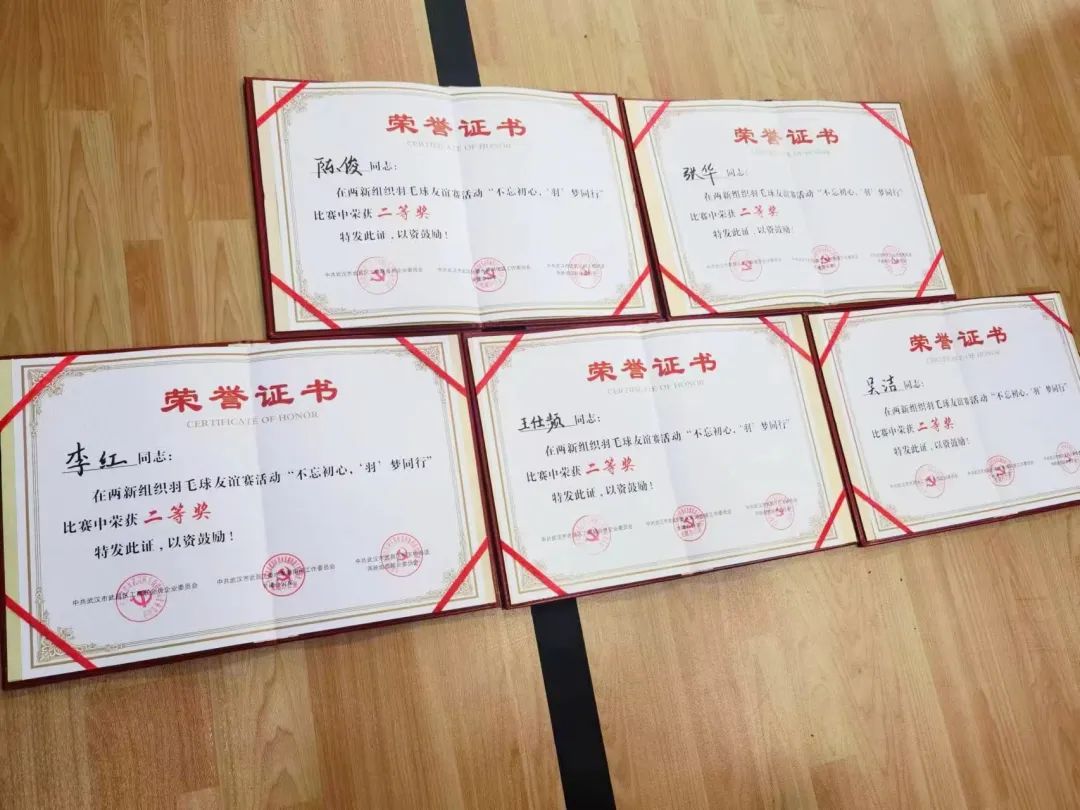 荣誉证书
CERTIFICATE OF HONOR
陈俊 同志：
在两新组织羽毛球友谊赛活动“不忘初心，‘羽’梦同行”
比赛中荣获 二等奖
特发此证，以资鼓励！
荣誉证书
CERTIFICATE OF HONOR
张华 同志：
在两新组织羽毛球友谊赛活动“不忘初心，‘羽’梦同行”
比赛中荣获 二等奖
特发此证，以资鼓励！
荣誉证书
CERTIFICATE OF HONOR
李红 同志：
在两新组织羽毛球友谊赛活动“不忘初心，‘羽’梦同行”
比赛中荣获 二等奖
特发此证，以资鼓励！
荣誉证书
CERTIFICATE OF HONOR
王仕 同志：
在两新组织羽毛球友谊赛活动“不忘初心，‘羽’梦同行”
比赛中荣获 二等奖
特发此证，以资鼓励！
荣誉证书
CERTIFICATE OF HONOR
吴洁 同志：
在两新组织羽毛球友谊赛活动“不忘初心，‘羽’梦同行”
比赛中荣获 二等奖
特发此证，以资鼓励！